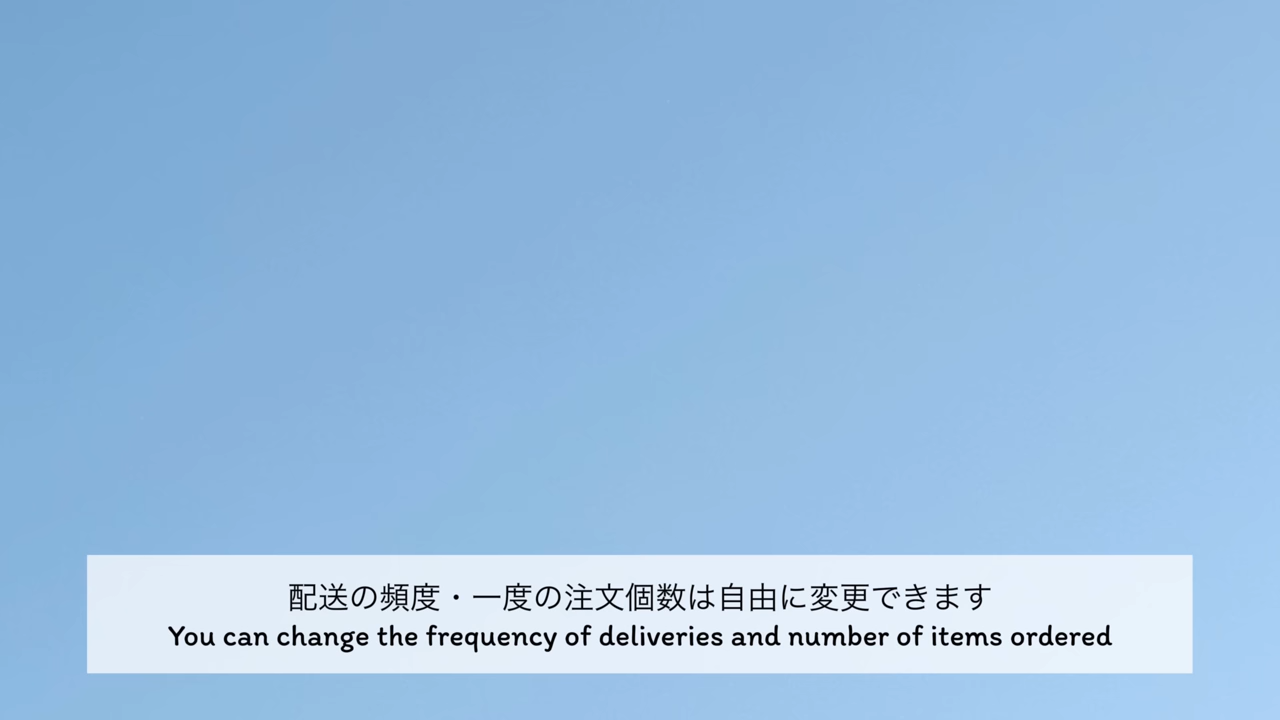 配送の頻度・一度の注文個数は自由に変更できます
You can change the frequency of deliveries and number of items ordered